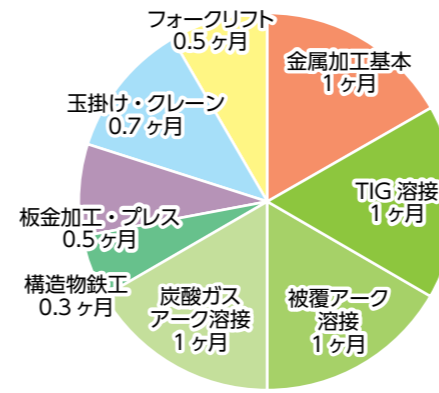 フォークリフト
0.5ヶ月
金属加工基本
1ヶ月
TIG 溶接
1ヶ月
被覆アーク
溶接
1ヶ月
炭酸ガス
アーク溶接
1ヶ月
構造物鉄工
0.3ヶ月
板金加工・プレス
0.5ヶ月
玉掛け・クレーン
0.7ヶ月